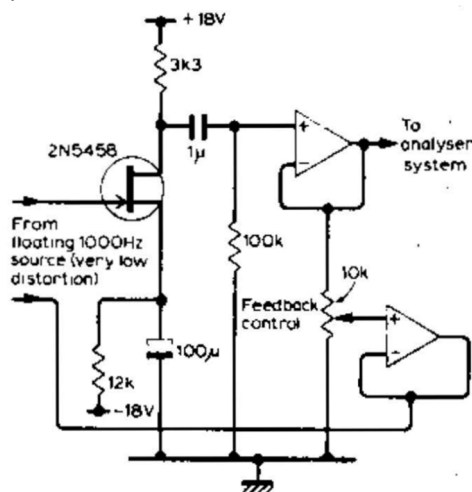 +18V
3k3
2N5458
1μ
+
−
To
analyser
system
From
floating 1000Hz
source (very low
distortion)
100k
10k
Feedback
control
+
−
100μ
12k
−18V